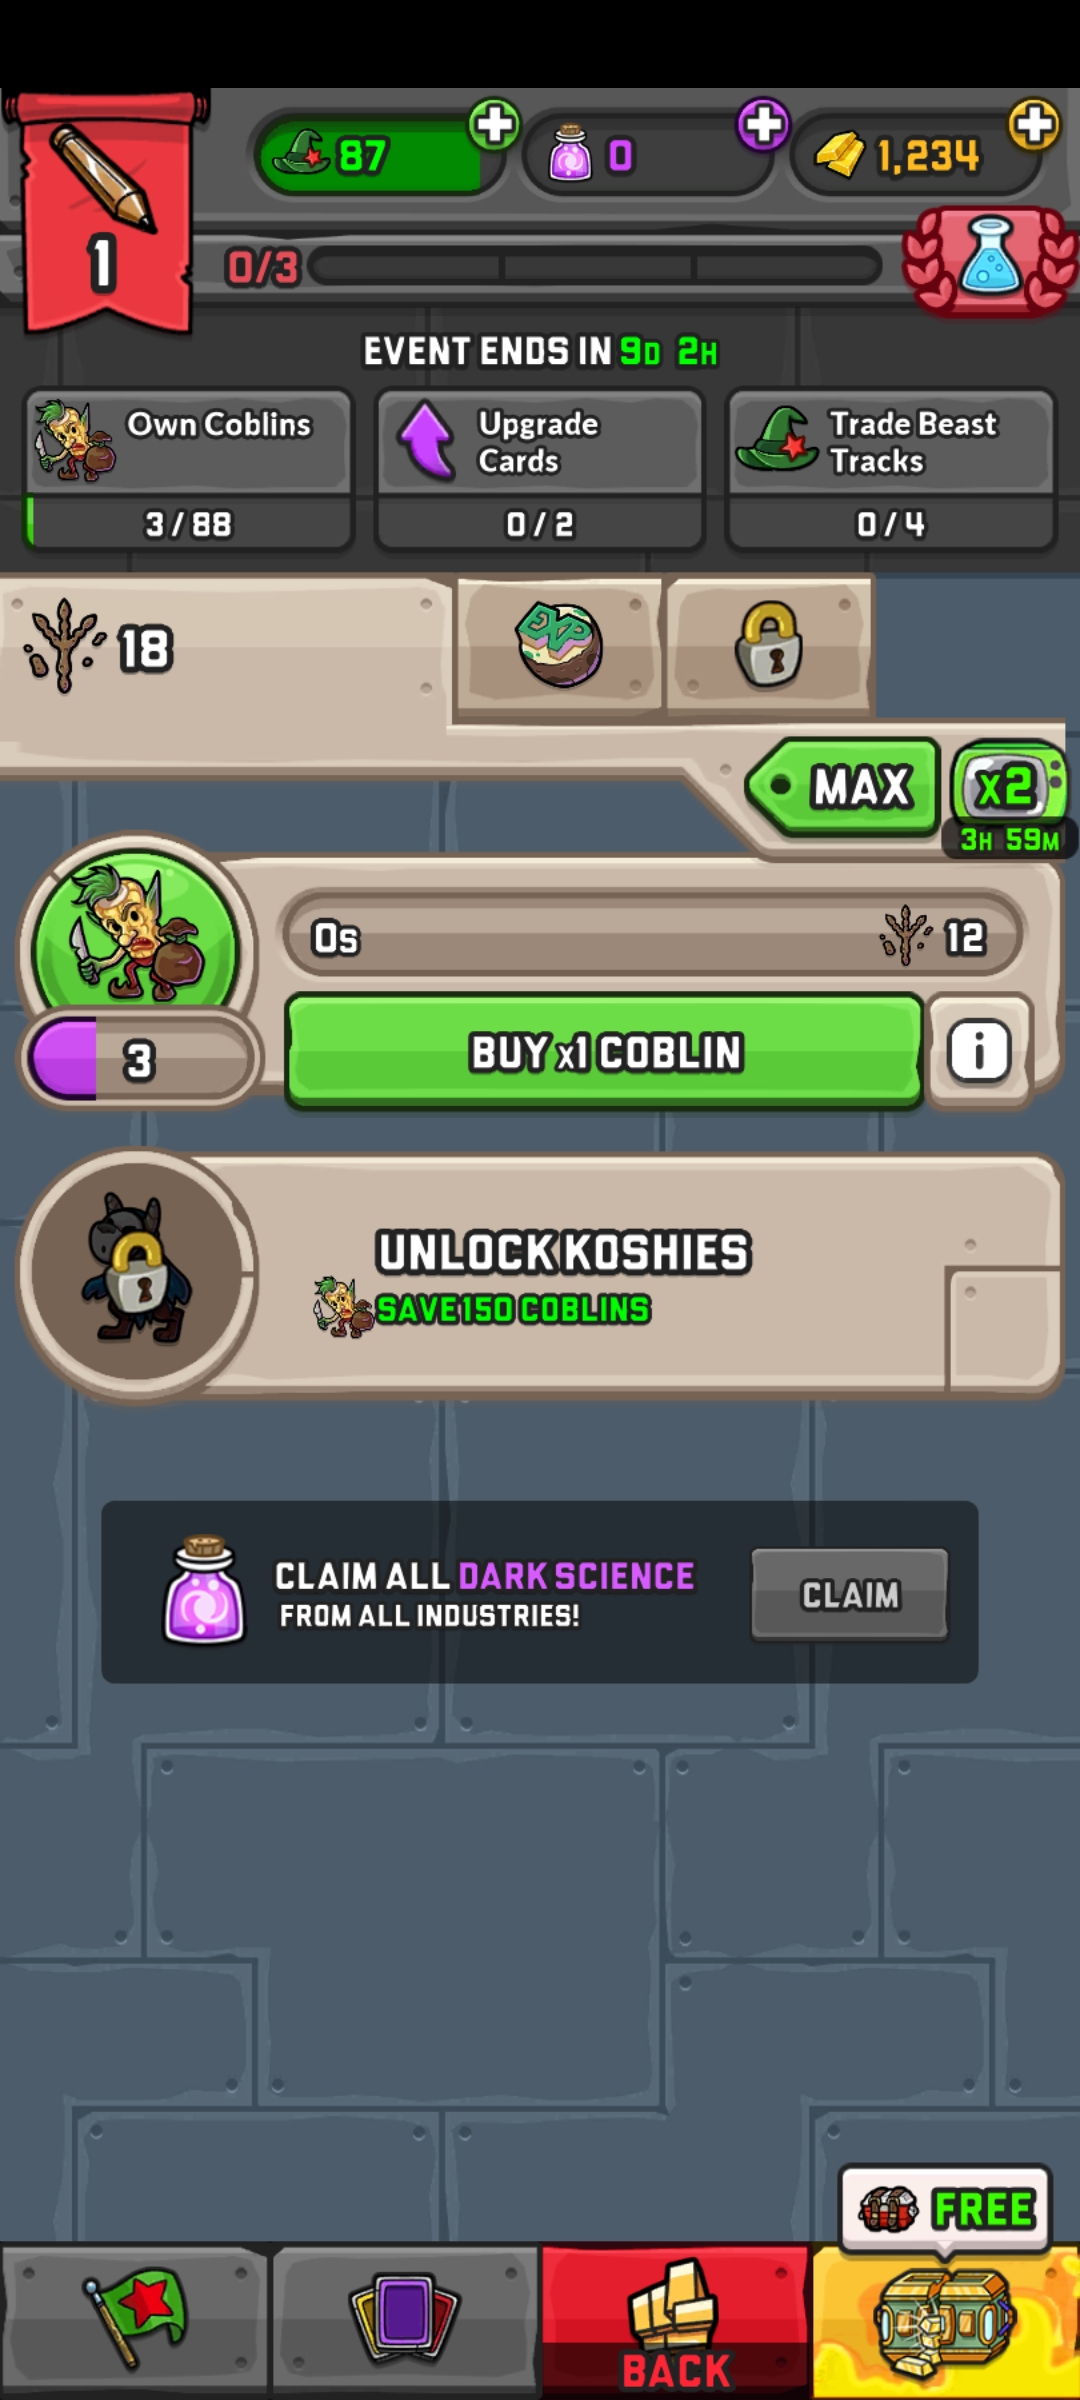 87
0
1,234
1
0/3
EVENT ENDS IN 9D 2H
Own Coblins
3/88
Upgrade
Cards
0/2
Trade Beast
Tracks
0/4
18
EXP
MAX
x2
3H 59M
0s
12
3
BUY x1 COBLIN
i
UNLOCK KOSHIES
SAVE 150 COBLINS
CLAIM ALL DARK SCIENCE
FROM ALL INDUSTRIES!
CLAIM
FREE
BACK